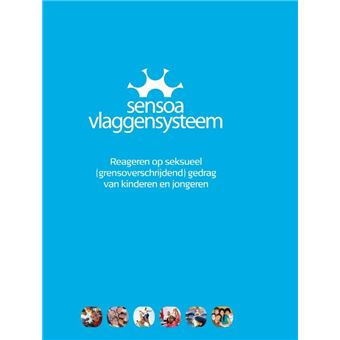 sensoa
vlaggensysteem
Reageren op seksueel
(grensoverschrijdend) gedrag
van kinderen en jongeren